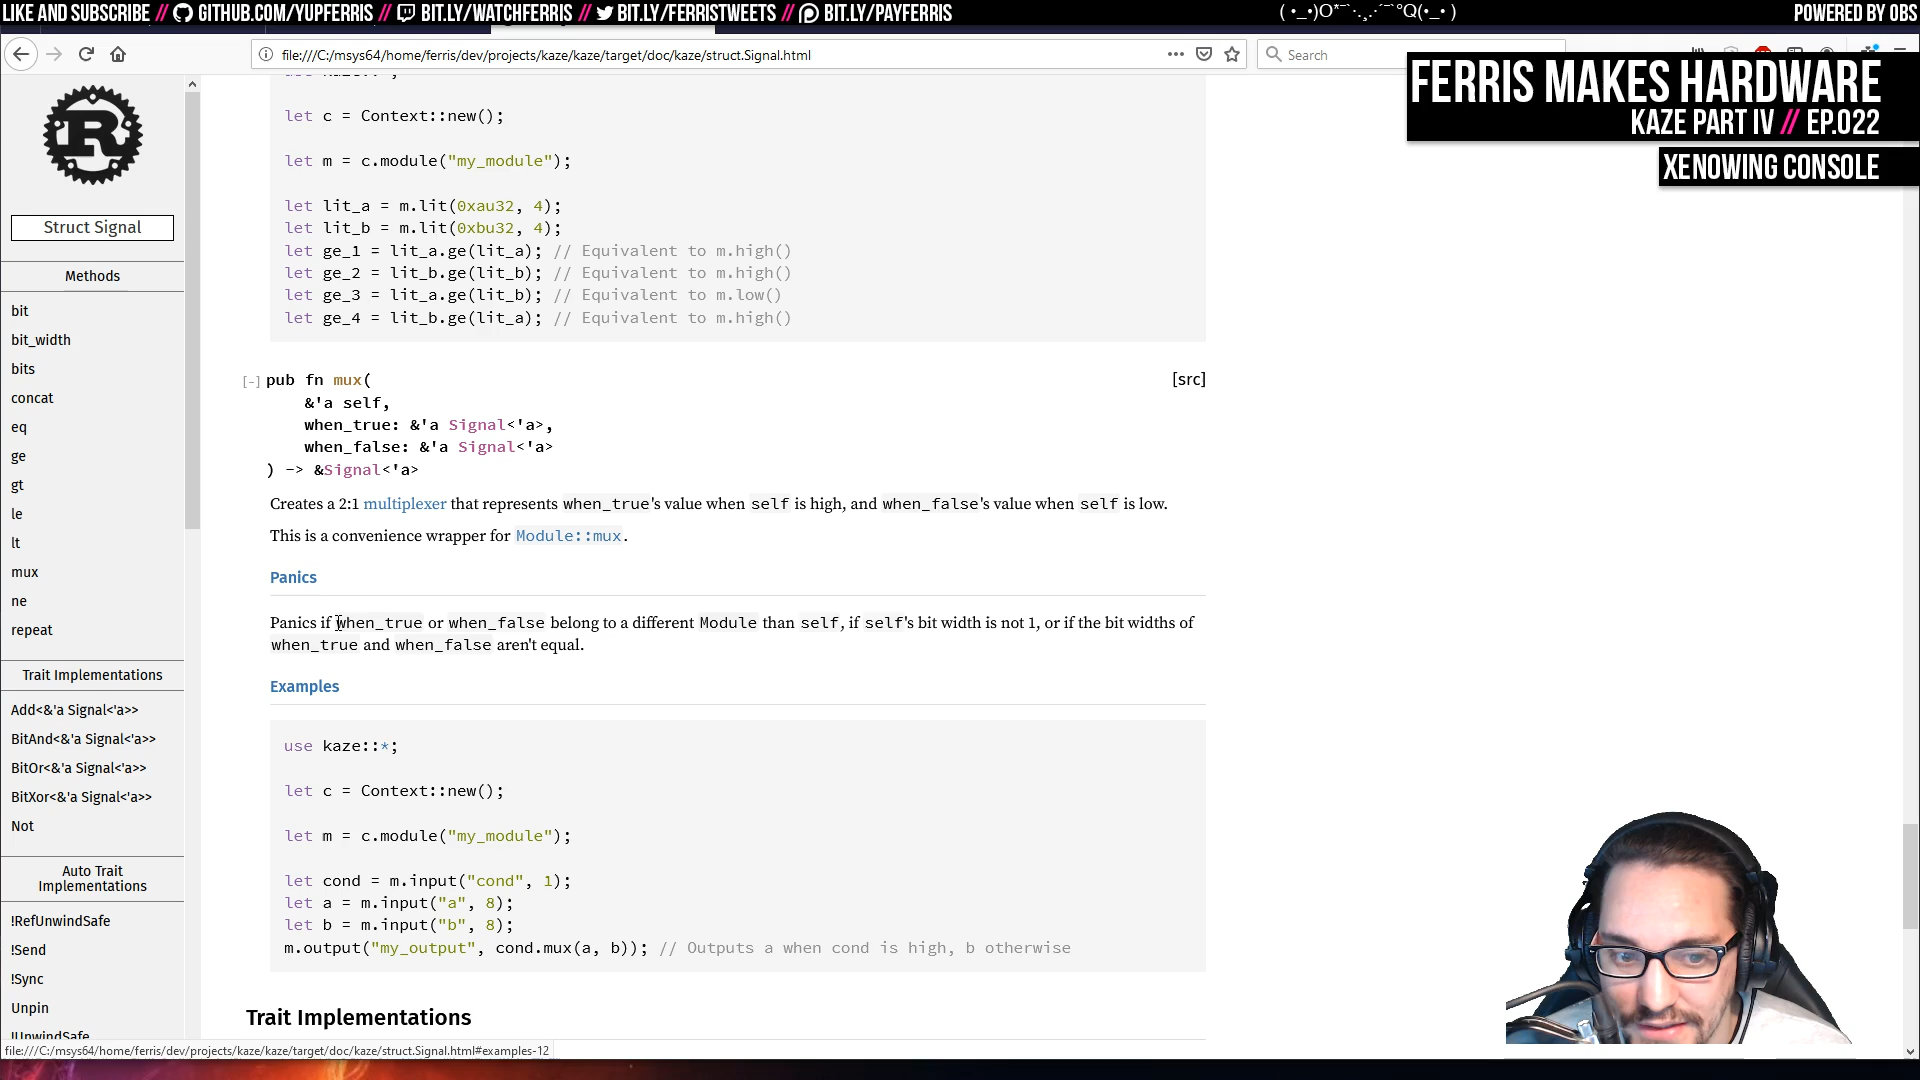 LIKE AND SUBSCRIBE // GITHUB.COM/YUPFERRIS // BIT.LY/WATCHFERRIS // BIT.LY/FERRISTWEETS // BIT.LY/PAYFERRIS
POWERED BY OBS
file:///C:/msys64/home/ferris/dev/projects/kaze/kaze/target/doc/kaze/struct.Signal.html
Search
FERRIS MAKES HARDWARE
KAZE PART IV // EP.022
XENOWING CONSOLE
Struct Signal
Methods
bit
bit_width
bits
concat
eq
ge
gt
le
lt
mux
ne
repeat
Trait Implementations
Add<&'a Signal<'a>>
BitAnd<&'a Signal<'a>>
BitOr<&'a Signal<'a>>
BitXor<&'a Signal<'a>>
Not
Auto Trait
Implementations
!RefUnwindSafe
!Send
!Sync
Unpin
!UnwindSafe
let c = Context::new();
let m = c.module("my_module");
let lit_a = m.lit(0xau32, 4);
let lit_b = m.lit(0xbu32, 4);
let ge_1 = lit_a.ge(lit_a); // Equivalent to m.high()
let ge_2 = lit_b.ge(lit_b); // Equivalent to m.high()
let ge_3 = lit_a.ge(lit_b); // Equivalent to m.low()
let ge_4 = lit_b.ge(lit_a); // Equivalent to m.high()
[-] pub fn mux( [src]
&'a self,
when_true: &'a Signal<'a>,
when_false: &'a Signal<'a>
) -> &Signal<'a>
Creates a 2:1 multiplexer that represents when_true's value when self is high, and when_false's value when self is low.
This is a convenience wrapper for Module::mux.
Panics
Panics if when_true or when_false belong to a different Module than self, if self's bit width is not 1, or if the bit widths of
when_true and when_false aren't equal.
Examples
use kaze::*;
let c = Context::new();
let m = c.module("my_module");
let cond = m.input("cond", 1);
let a = m.input("a", 8);
let b = m.input("b", 8);
m.output("my_output", cond.mux(a, b)); // Outputs a when cond is high, b otherwise
Trait Implementations
file:///C:/msys64/home/ferris/dev/projects/kaze/kaze/target/doc/kaze/struct.Signal.html#examples-12